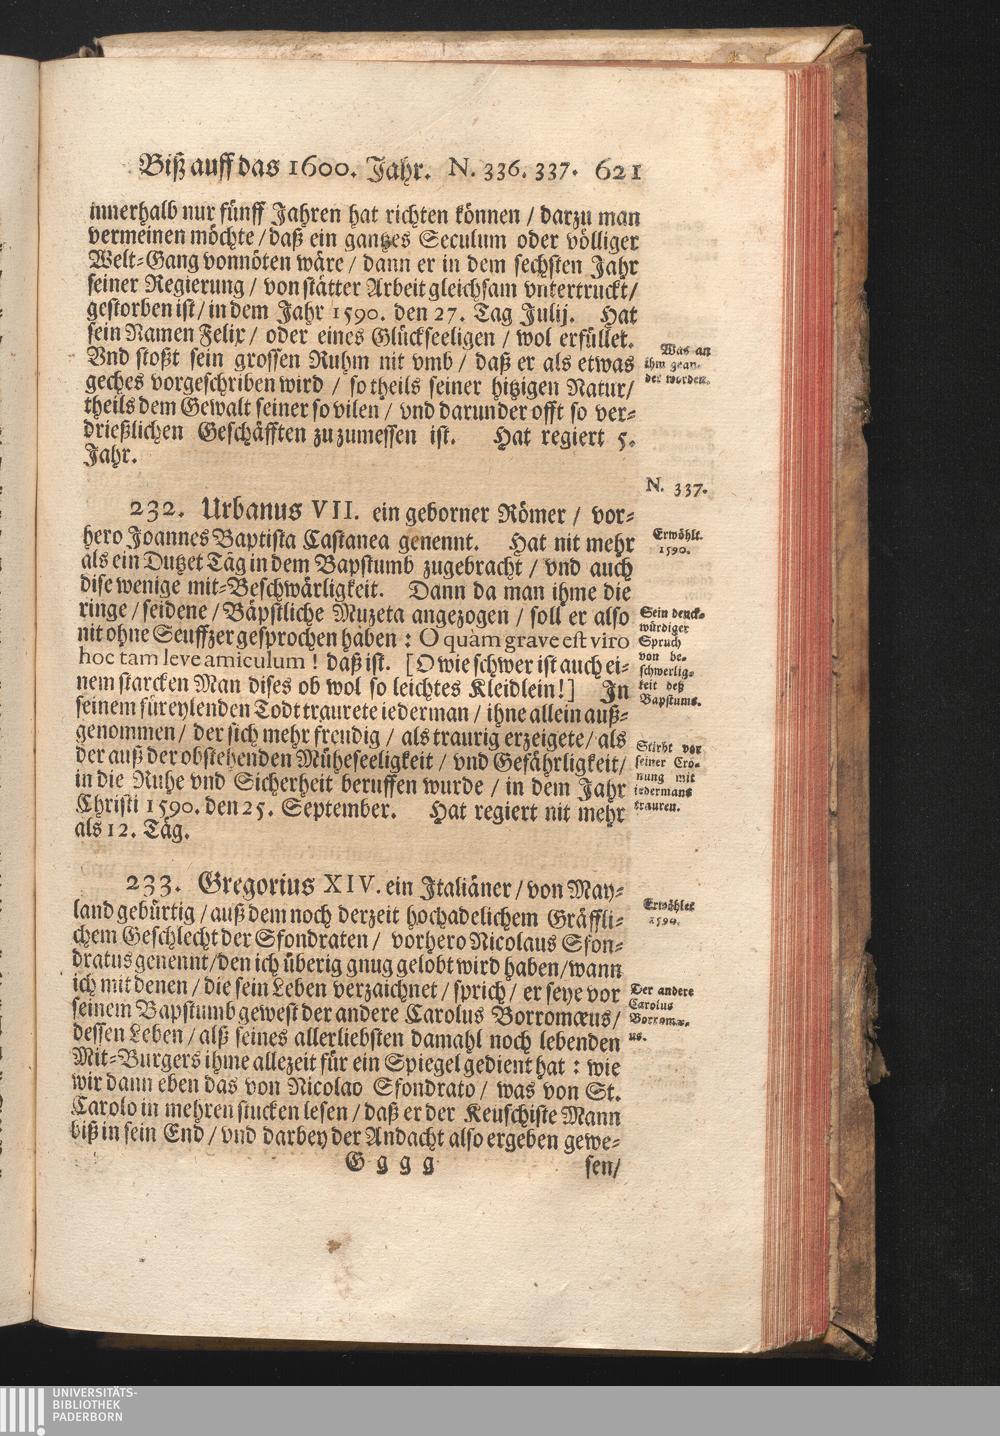 Biß auff das 1600. Jahr. N. 336. 337. 621
innerhalb nur fünff Jahren hat richten können / darzu man
vermeinen möchte / daß ein gantzes Seculum oder völliger
Welt-Gang vonnöten wäre / dann er in dem sechsten Jahr
seiner Regierung / von stätter Arbeit gleichsam vntertruckt /
gestorben ist / in dem Jahr 1590. den 27. Tag Julij. Hat
sein Namen Felix / oder eines Glückseeligen / wol erfüllet.
Vnd stoßt sein grossen Ruhm nit vmb / daß er als etwas
geches vorgeschriben wird / so theils seiner hitzigen Natur /
theils dem Gewalt seiner so vilen / vnd darunder offt so ver-
drießlichen Geschäfften zuzumessen ist. Hat regiert 5.
Jahr.
Was an
ihm gean-
det worden.
N. 337.
232. Urbanus VII. ein geborner Römer / vor-
hero Joannes Baptista Castanea genennt. Hat nit mehr
als ein Dutzet Täg in dem Bapstumb zugebracht / vnd auch
dise wenige mit-Beschwärligkeit. Dann da man ihme die
ringe / seidene / Bäpstliche Muzeta angezogen / soll er also
nit ohne Seuffzer gesprochen haben : O quàm grave est viro
hoc tam leve amiculum ! daß ist. [O wie schwer ist auch ei-
nem starcken Man dises ob wol so leichtes Kleidlein!] In
seinem füreylenden Todt traurete iederman / ihne allein auß-
genommen / der sich mehr freudig / als traurig erzeigete / als
der auß der obstehenden Müheseeligkeit / vnd Gefährligkeit /
in die Ruhe vnd Sicherheit beruffen wurde / in dem Jahr
Christi 1590. den 25. September. Hat regiert nit mehr
als 12. Täg.
Erwöhlt.
1590.
Sein denck-
würdiger
Spruch
von be-
schwerlig-
keit deß
Bapstums.
Stirbt vor
seiner Crö-
nung mit
iedermans
trauren.
233. Gregorius XIV. ein Italiäner / von May-
land gebürtig / auß dem noch derzeit hochadelichem Gräffli-
chem Geschlecht der Sfondraten / vorhero Nicolaus Sfon-
dratus genennt / den ich überig gnug gelobt wird haben / wann
ich mit denen / die sein Leben verzaichnet / sprich / er seye vor
seinem Bapstumb gewest der andere Carolus Borromæus /
dessen Leben / alß seines allerliebsten damahl noch lebenden
Mit-Burgers ihme allezeit für ein Spiegel gedient hat : wie
wir dann eben das von Nicolao Sfondrato / was von St.
Carolo in mehren stucken lesen / daß er der Keuschiste Mann
biß in sein End / vnd darbey der Andacht also ergeben gewe-
Erwöhlet
1590.
Der andere
Carolus
Borromæ-
us.
G g g g
sen /
UNIVERSITÄTS-
BIBLIOTHEK
PADERBORN